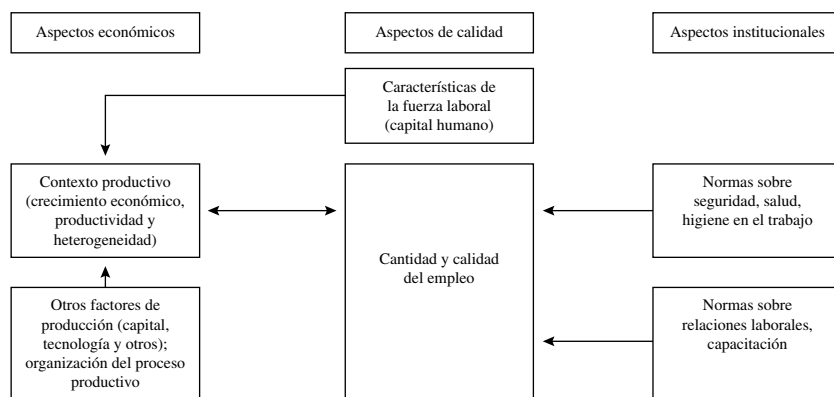 Aspectos económicos
Aspectos de calidad
Aspectos institucionales
Características de
la fuerza laboral
(capital humano)
Contexto productivo
(crecimiento económico,
productividad y
heterogeneidad)
Cantidad y calidad
del empleo
Normas sobre
seguridad, salud,
higiene en el trabajo
Otros factores de
producción (capital,
tecnología y otros);
organización del proceso
productivo
Normas sobre
relaciones laborales,
capacitación